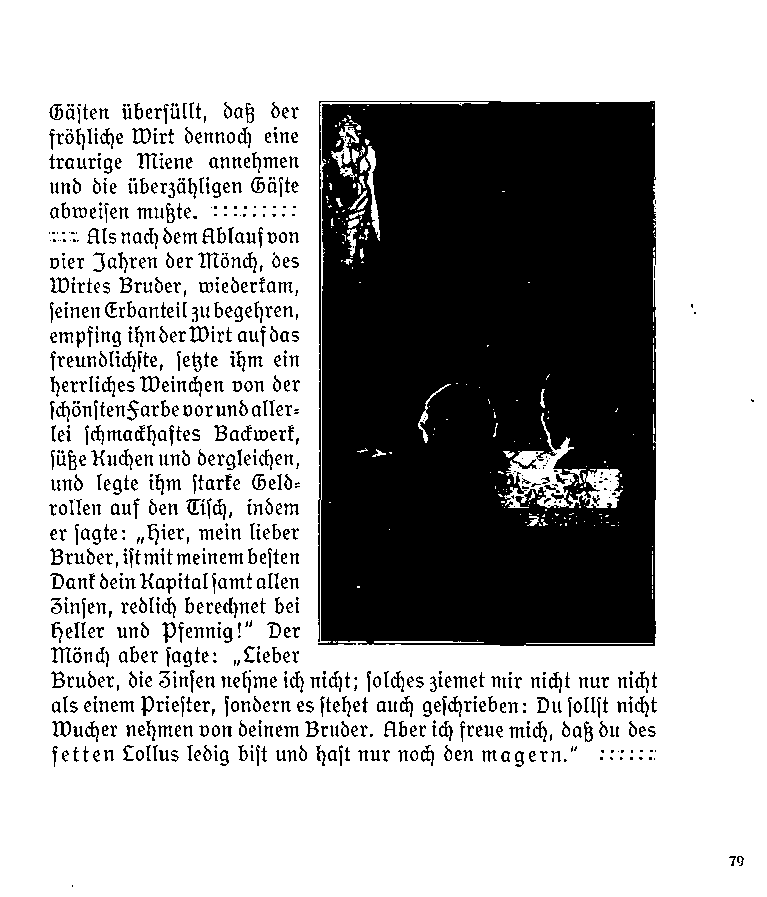 Gästen überfüllt, daß der
fröhliche Wirt dennoch eine
traurige Miene annehmen
und die überzähligen Gäste
abweisen mußte. :::::::::
:::: Als nach dem Ablauf von
vier Jahren der Mönch, des
Wirtes Bruder, wiederkam,
seinen Erbanteil zu begehren,
empfing ihn der Wirt auf das
freundlichste, setzte ihm ein
herrliches Weinchen von der
schönsten Farbe vor und aller-
lei schmackhaftes Backwerk,
süße Kuchen und dergleichen,
und legte ihm starke Geld-
rollen auf den Tisch, indem
er sagte: „Hier, mein lieber
Bruder, ist mit meinem besten
Dank dein Kapital samt allen
Zinsen, redlich berechnet bei
Heller und Pfennig!" Der
Mönch aber sagte: „Lieber
Bruder, die Zinsen nehme ich nicht; solches ziemet mir nicht nur nicht
als einem Priester, sondern es stehet auch geschrieben: Du sollst nicht
Wucher nehmen von deinem Bruder. Aber ich freue mich, daß du des
fetten Lollus ledig bist und hast nur noch den magern." ::::::
79